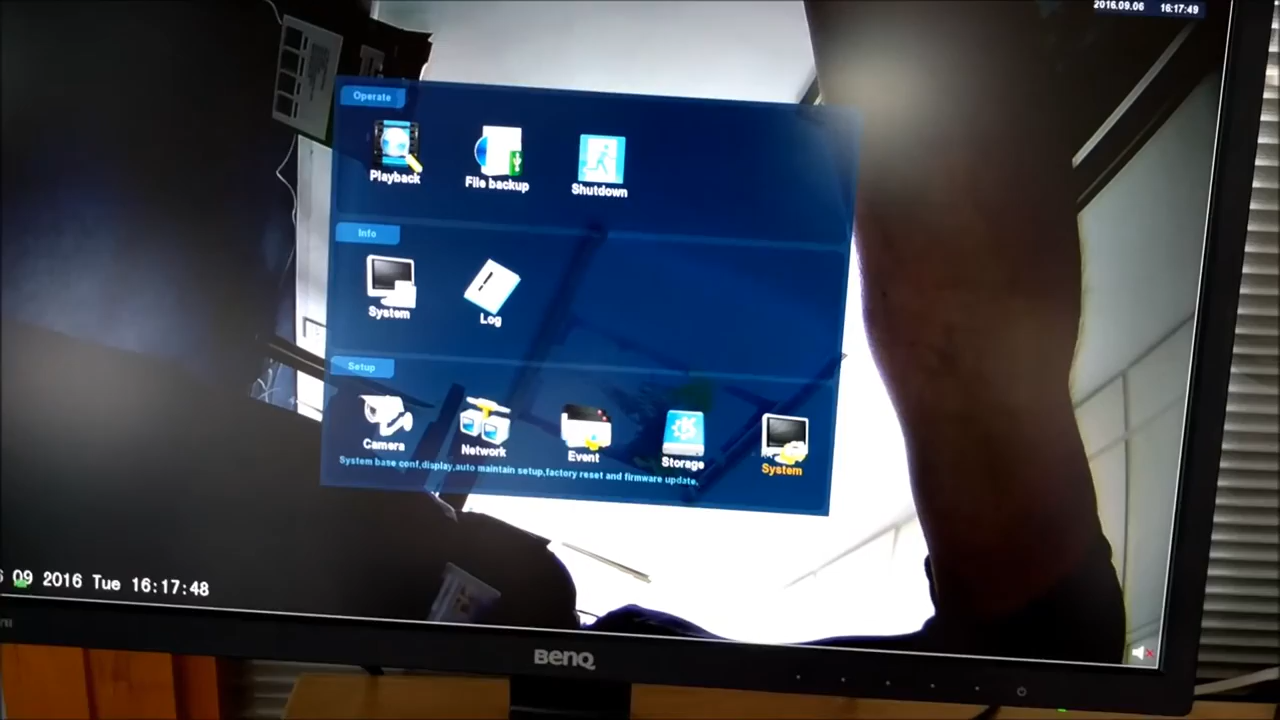 2016.09.06 16:17:49
Operate
Playback File backup Shutdown
Info
System Log
Setup
Camera Network Event Storage System
System base conf,display,auto maintain setup,factory reset and firmware update.
09 2016 Tue 16:17:48
BenQ